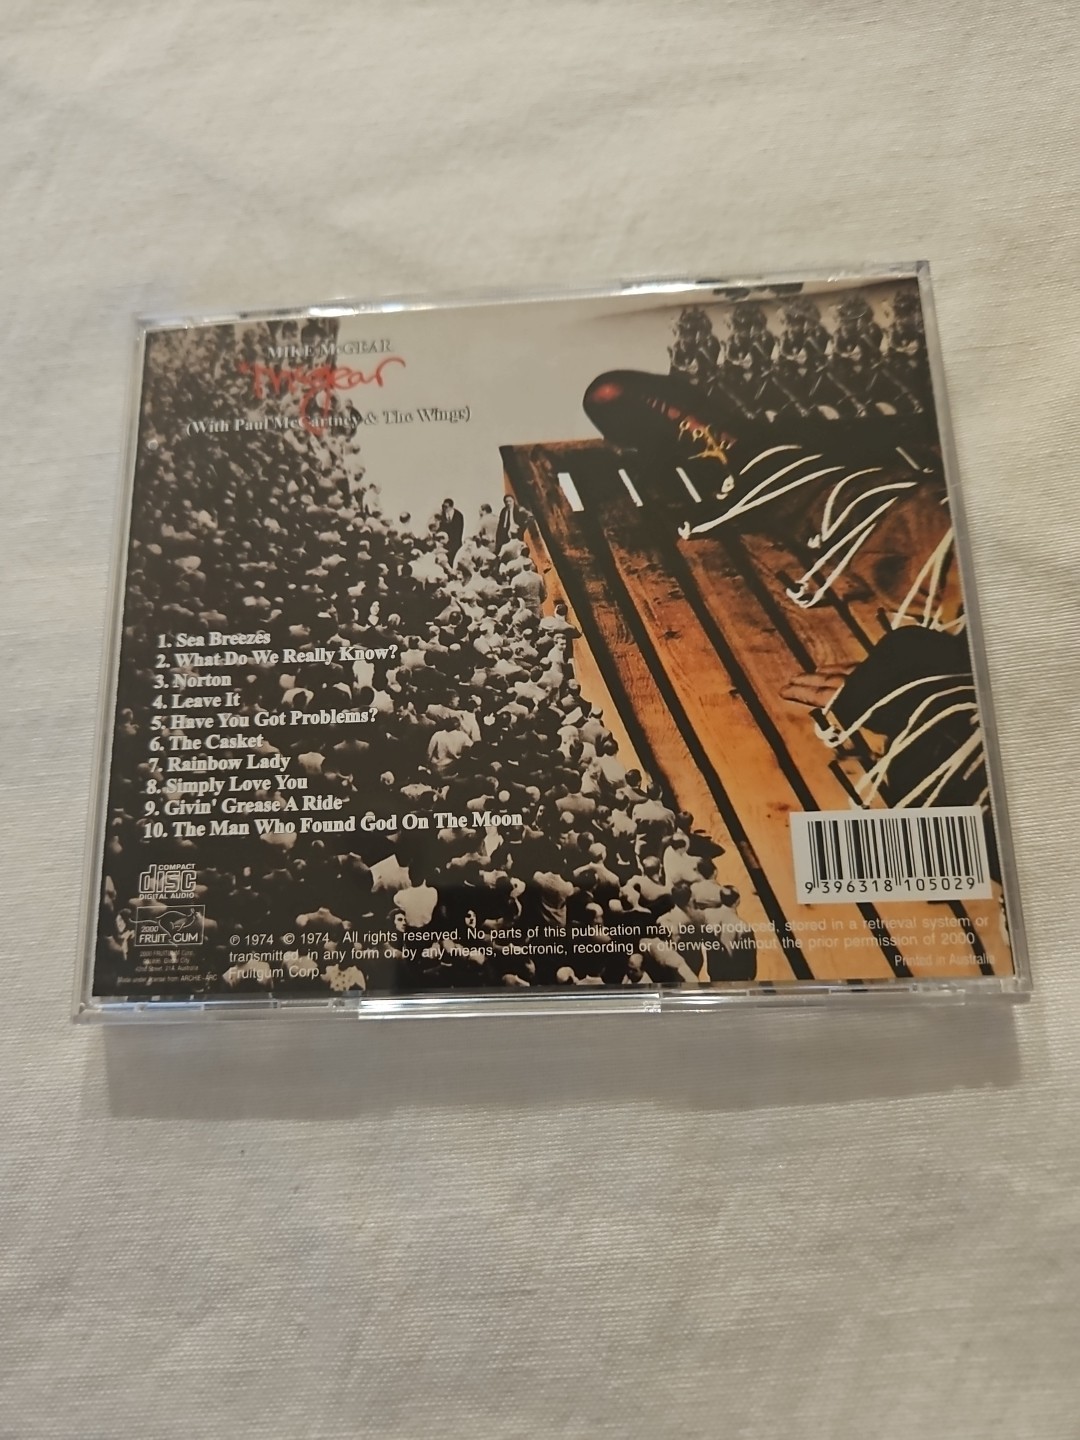 MIKE McGEAR
McGear
(With Paul McCartney & The Wings)
1. Sea Breezes
2. What Do We Really Know?
3. Norton
4. Leave It
5. Have You Got Problems?
6. The Casket
7. Rainbow Lady
8. Simply Love You
9. Givin' Grease A Ride
10. The Man Who Found God On The Moon
COMPACT
disc
DIGITAL AUDIO
2000
FRUIT GUM
9 396318 105029
℗ 1974 © 1974. All rights reserved. No parts of this publication may be reproduced, stored in a retrieval system or
transmitted, in any form or by any means, electronic, recording or otherwise, without the prior permission of 2000
Fruitgum Corp.
Printed in Australia